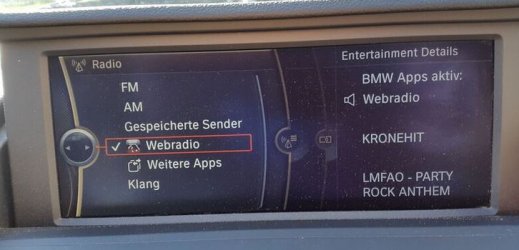 Radio
FM
AM
Gespeicherte Sender
Webradio
Weitere Apps
Klang
Entertainment Details
BMW Apps aktiv:
Webradio
KRONEHIT
LMFAO - PARTY
ROCK ANTHEM